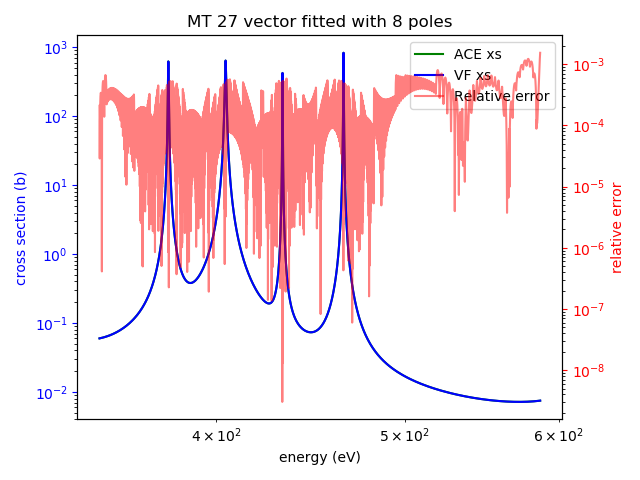 MT 27 vector fitted with 8 poles
ACE xs
VF xs
Relative error
cross section (b)
10³
10²
10¹
10⁰
10⁻¹
10⁻²
relative error
10⁻³
10⁻⁴
10⁻⁵
10⁻⁶
10⁻⁷
10⁻⁸
4 × 10²
5 × 10²
6 × 10²
energy (eV)